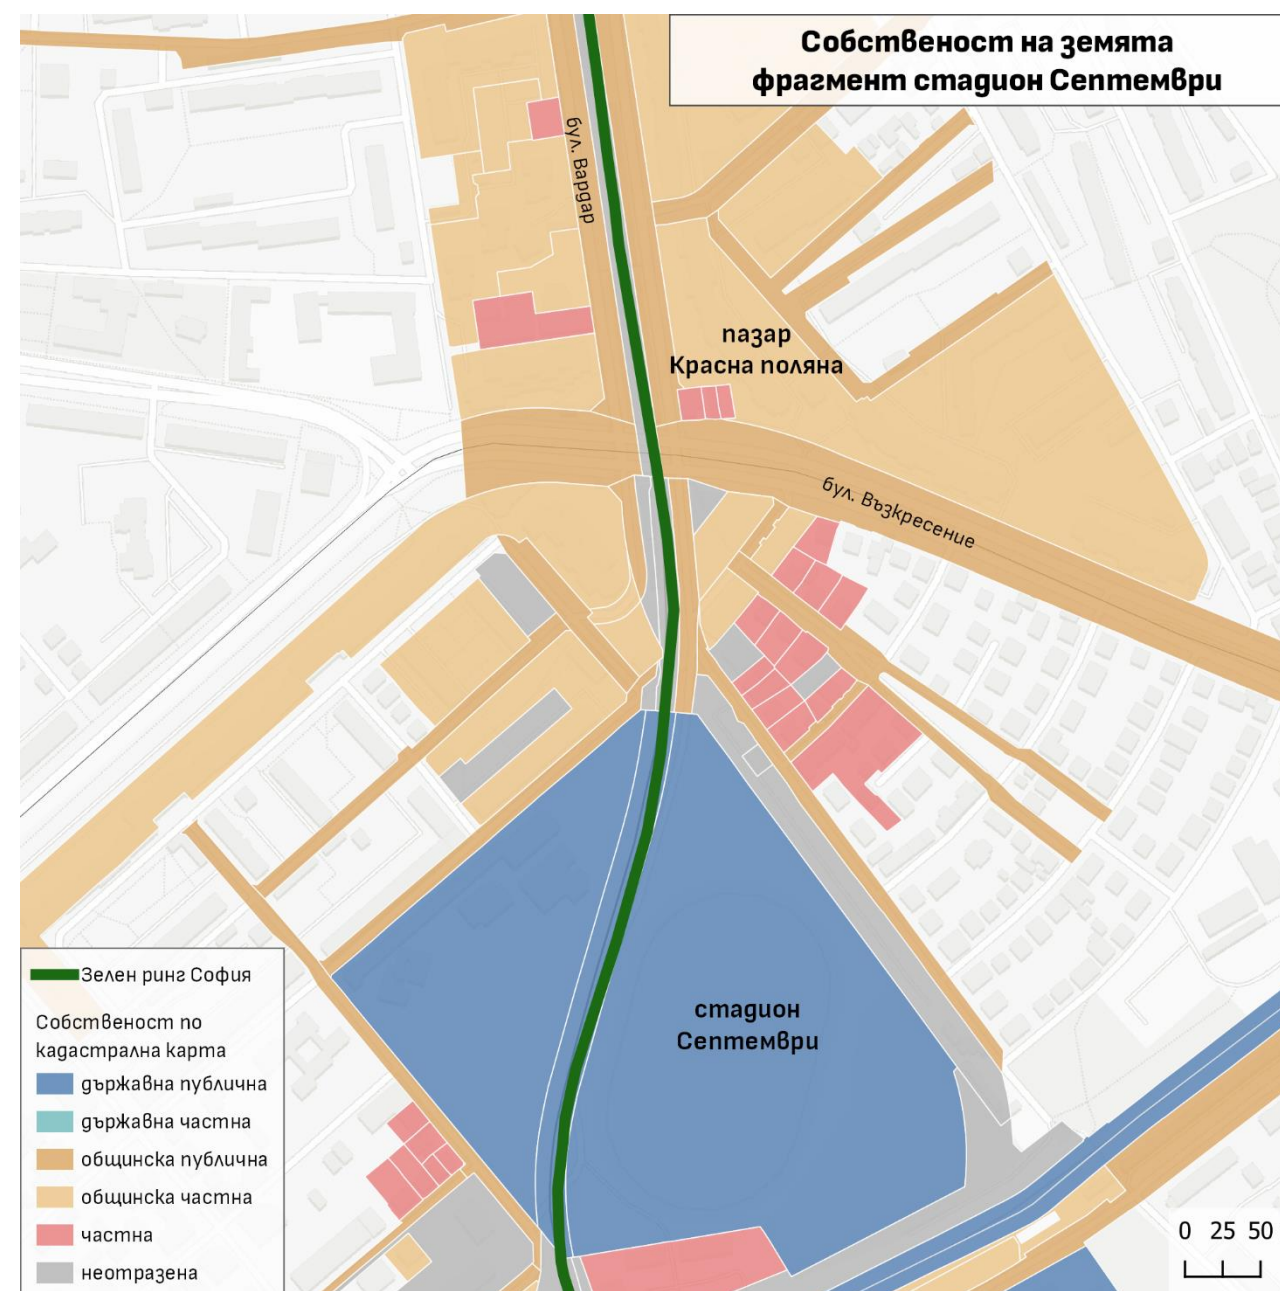 Собственост на земята
фрагмент стадион Септември
бул. Вардар
пазар
Красна поляна
бул. Възкресение
стадион
Септември
Зелен ринг София
Собственост по
кадастрална карта
държавна публична
държавна частна
общинска публична
общинска частна
частна
неотразена
0 25 50